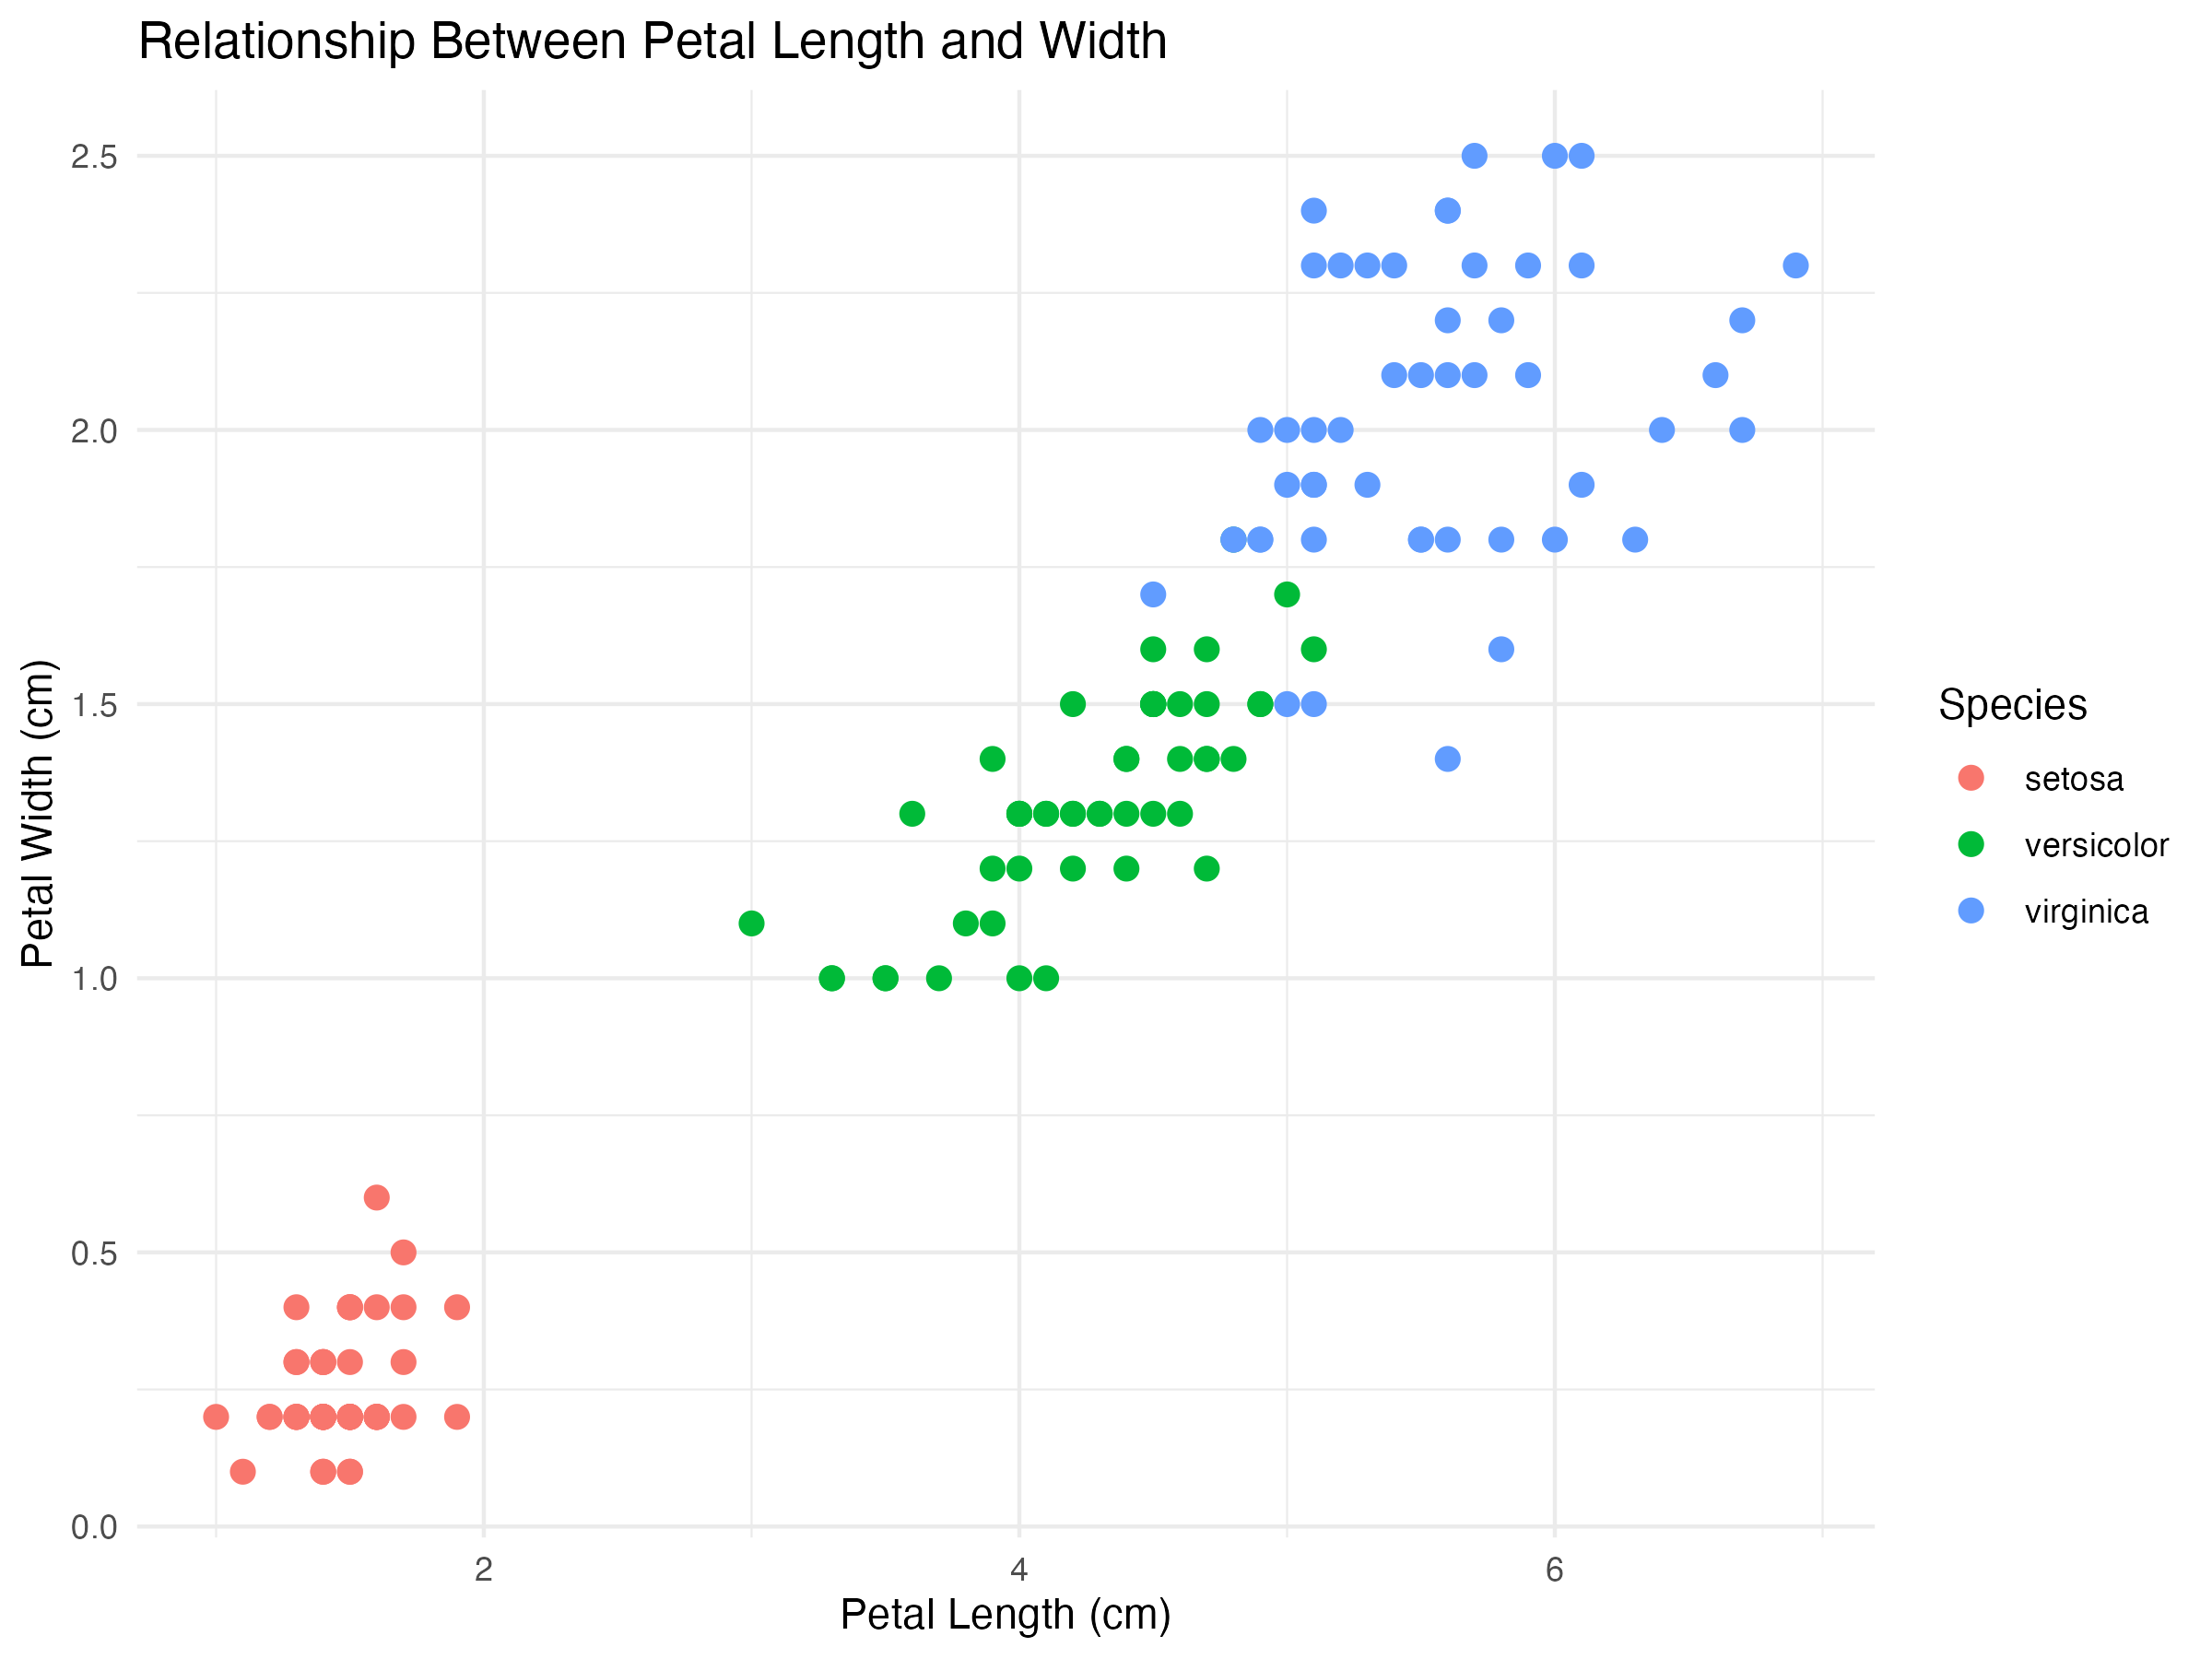 Relationship Between Petal Length and Width
2.5
2.0
1.5
1.0
0.5
0.0
Petal Width (cm)
2
4
6
Petal Length (cm)
Species
setosa
versicolor
virginica